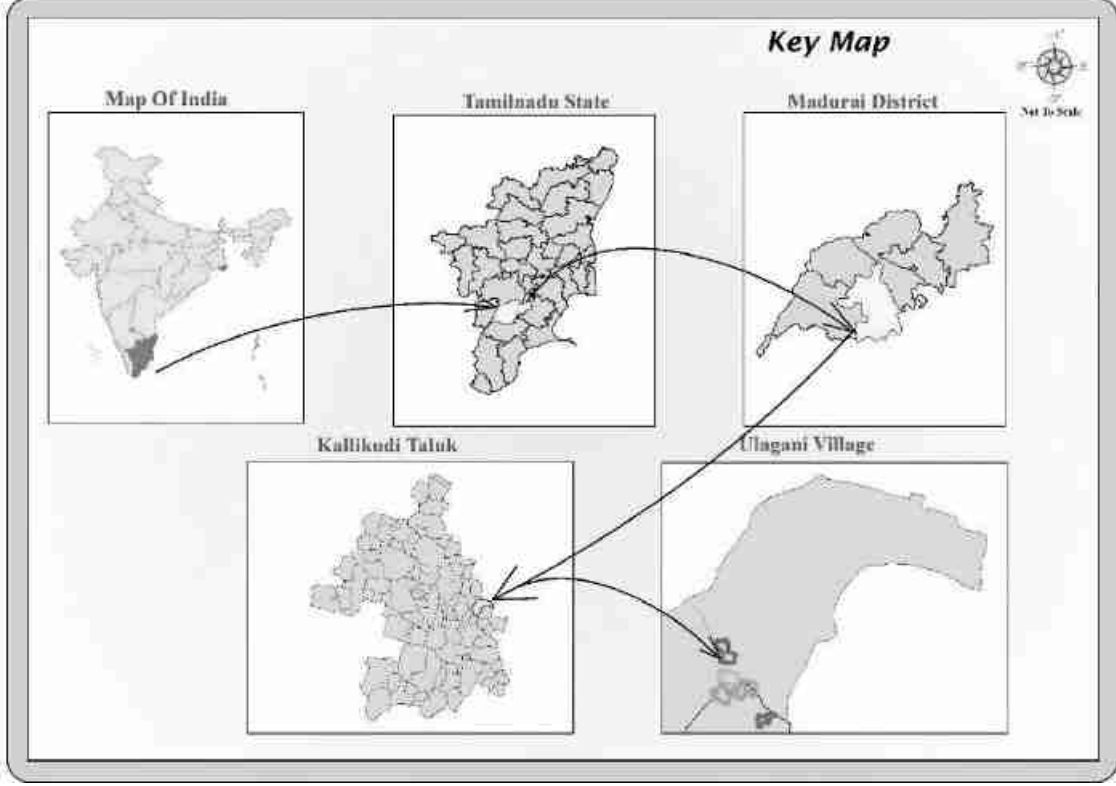 Key Map
Map Of India
Tamilnadu State
Madurai District
Not To Scale
Kallikudi Taluk
Ulagani Village